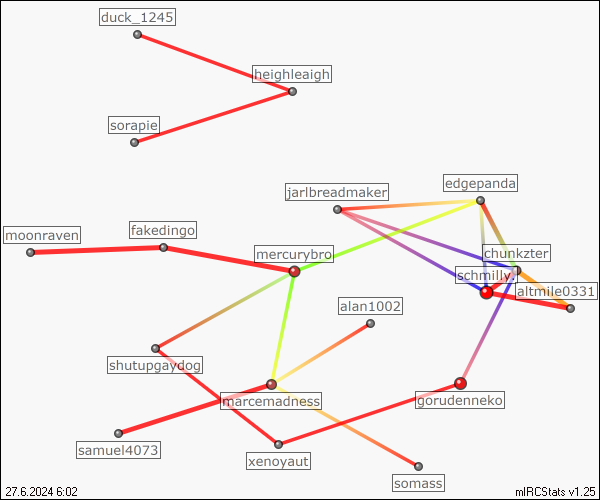 duck_1245
heighleaigh
sorapie
edgepanda
jarlbreadmaker
fakedingo
moonraven
mercurybro
chunkzter
schmilly
altmile0331
alan1002
shutupgaydog
marcemadness
gorudenneko
samuel4073
xenoyaut
somass
27.6.2024 6:02
mIRCStats v1.25